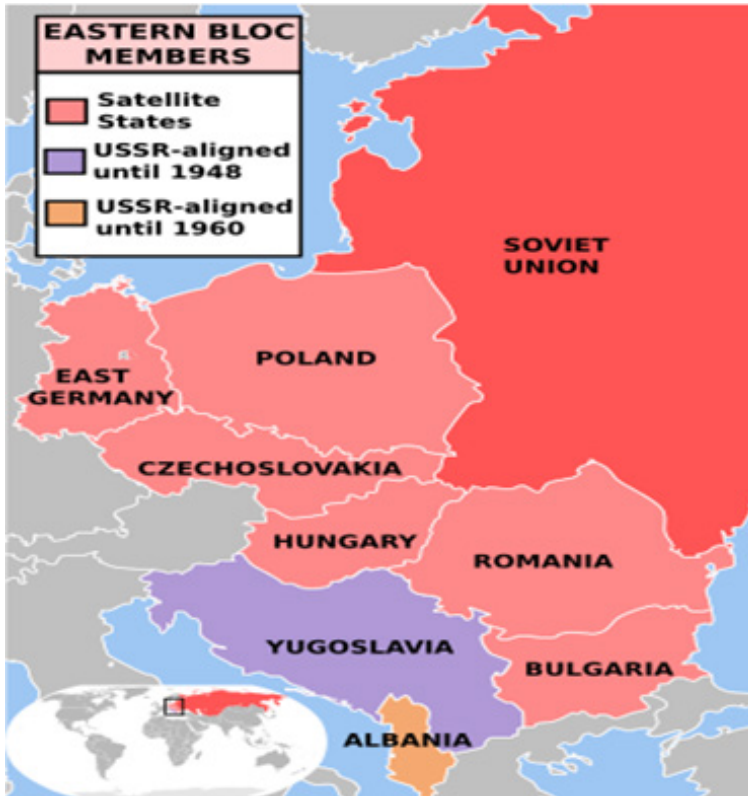 EASTERN BLOC
MEMBERS
Satellite
States
USSR-aligned
until 1948
USSR-aligned
until 1960
SOVIET
UNION
POLAND
EAST
GERMANY
CZECHOSLOVAKIA
HUNGARY
ROMANIA
YUGOSLAVIA
BULGARIA
ALBANIA